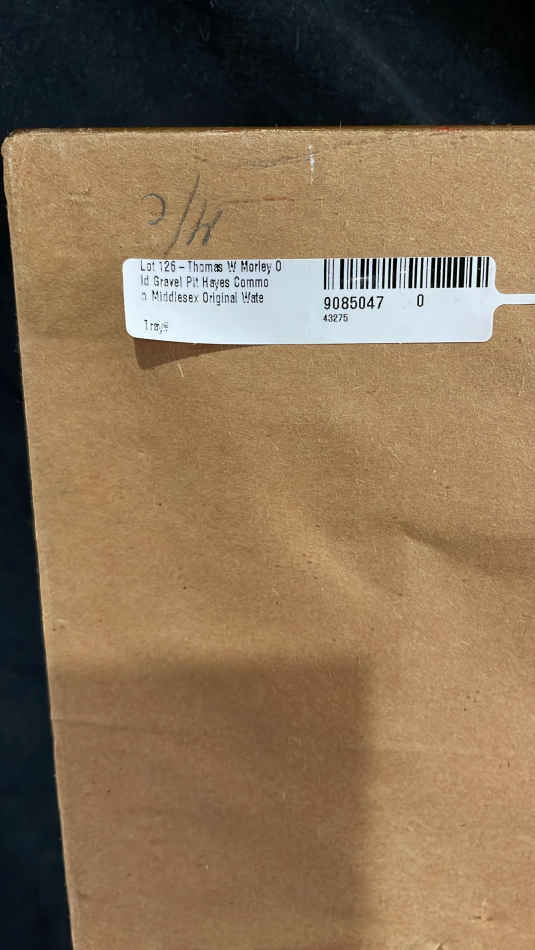 Lot 126 - Thomas W Morley O
ld Gravel Pit Hayes Commo
n Middlesex Original Wate
Tray#
9085047 0
43275